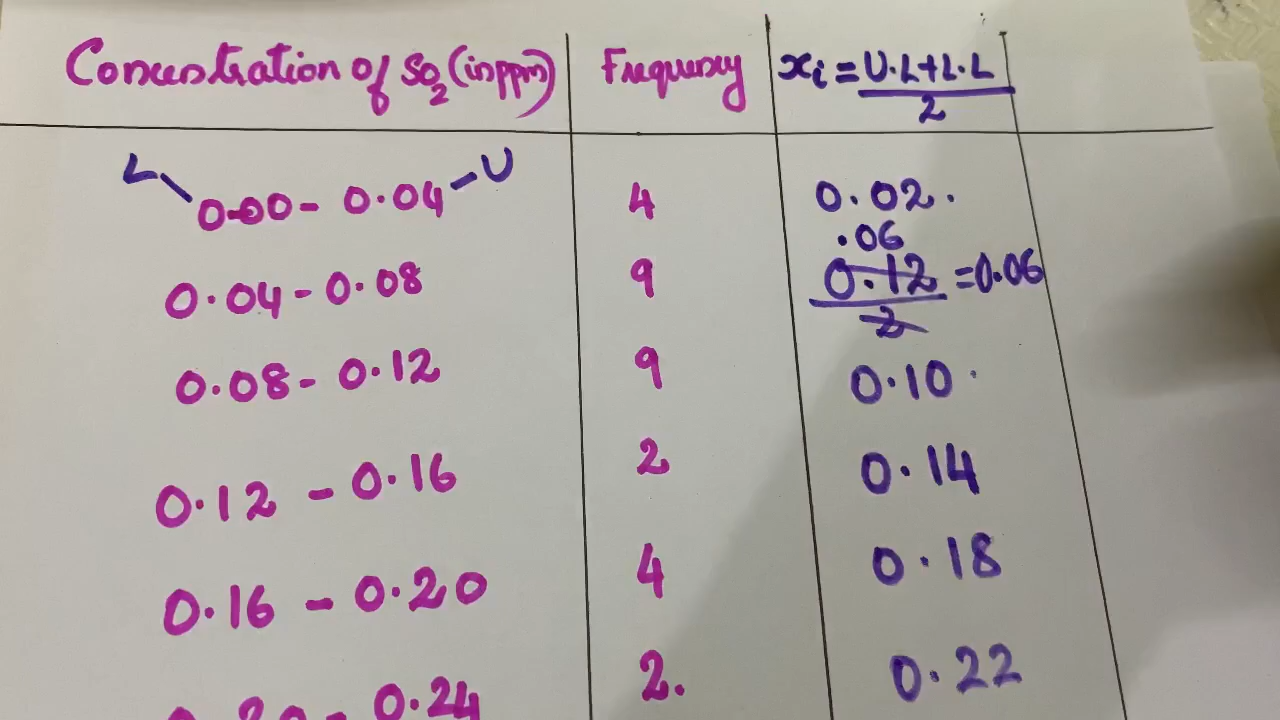 Concentration of SO2 (in ppm) Frequency xi = U.L+L.L
2
L U
0.00 - 0.04 4 0.02.
.06
0.04 - 0.08 9 0.12 = 0.06
2
0.08 - 0.12 9 0.10
0.12 - 0.16 2 0.14
0.16 - 0.20 4 0.18
0.20 - 0.24 2. 0.22